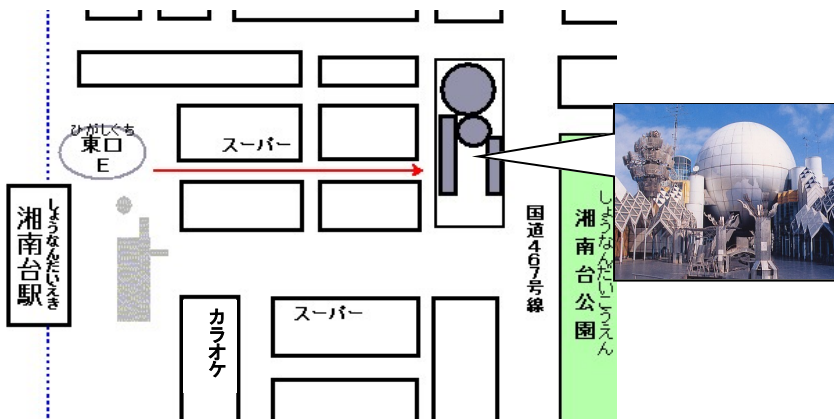 ひがしぐち
東口
E
スーパー
湘南台駅
しょうなんだいえき
カラオケ
スーパー
国道467号線
湘南台公園
しょうなんだいこうえん